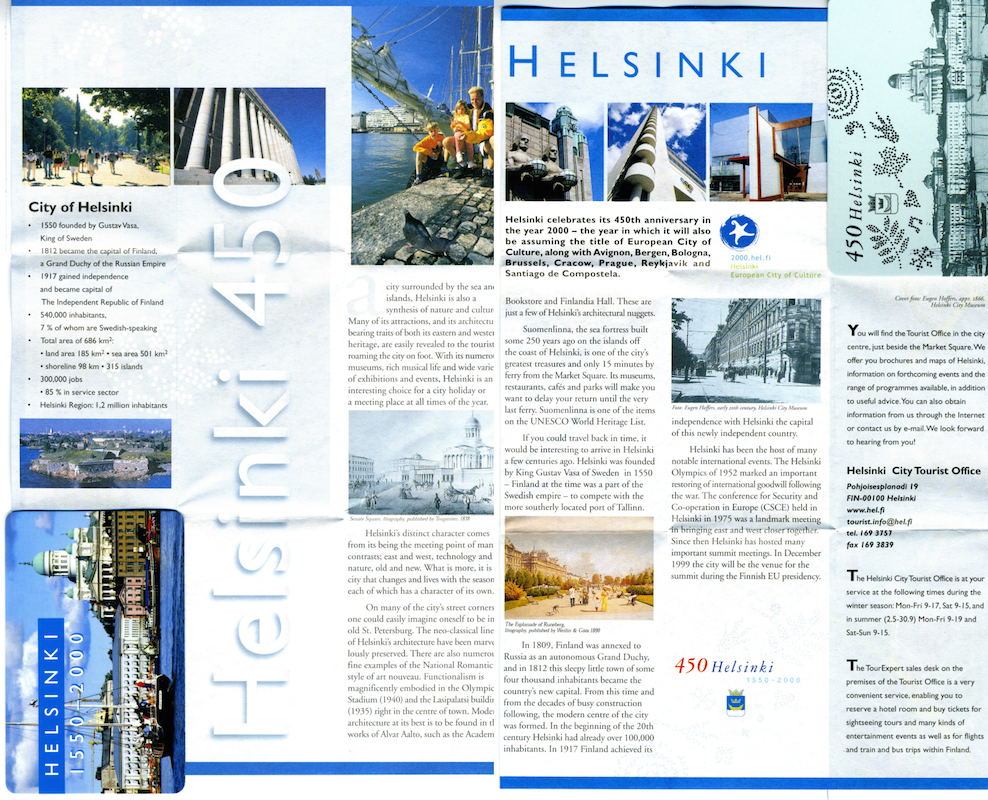 City of Helsinki
• 1550 founded by Gustav Vasa,
King of Sweden
• 1812 became the capital of Finland,
a Grand Duchy of the Russian Empire
• 1917 gained independence
and became capital of
The Independent Republic of Finland
• 540,000 inhabitants,
7 % of whom are Swedish-speaking
• Total area of 686 km²:
• land area 185 km² • sea area 501 km²
• shoreline 98 km • 315 islands
• 300,000 jobs
• 85 % in service sector
• Helsinki Region: 1,2 million inhabitants
HELSINKI
1550–2000
Helsinki 450
city surrounded by the sea and
islands, Helsinki is also a
synthesis of nature and culture
Many of its attractions, and its architectu
bearing traits of both its eastern and wester
heritage, are easily revealed to the tourist
roaming the city on foot. With its numerou
museums, rich musical life and wide varie
of exhibitions and events, Helsinki is an
interesting choice for a city holiday or
a meeting place at all times of the year.
Senate Square, lithography, published by Tengström, 1838
Helsinki's distinct character comes
from its being the meeting point of man
contrasts; east and west, technology and
nature, old and new. What is more, it is
city that changes and lives with the season
each of which has a character of its own.
On many of the city's street corners
one could easily imagine oneself to be in
old St. Petersburg. The neo-classical line
of Helsinki's architecture have been marve
lously preserved. There are also numerou
fine examples of the National Romantic
style of art nouveau. Functionalism is
magnificently embodied in the Olympic
Stadium (1940) and the Lasipalatsi buildin
(1935) right in the centre of town. Moder
architecture at its best is to be found in th
works of Alvar Aalto, such as the Academ
HELSINKI
Helsinki celebrates its 450th anniversary in
the year 2000 – the year in which it will also
be assuming the title of European City of
Culture, along with Avignon, Bergen, Bologna,
Brussels, Cracow, Prague, Reykjavik and
Santiago de Compostela.
2000.hel.fi
Helsinki
European City of Culture
Bookstore and Finlandia Hall. These are
just a few of Helsinki's architectural nuggets.
Suomenlinna, the sea fortress built
some 250 years ago on the islands off
the coast of Helsinki, is one of the city's
greatest treasures and only 15 minutes by
ferry from the Market Square. Its museums,
restaurants, cafés and parks will make you
want to delay your return until the very
last ferry. Suomenlinna is one of the items
on the UNESCO World Heritage List.
If you could travel back in time, it
would be interesting to arrive in Helsinki
a few centuries ago. Helsinki was founded
by King Gustav Vasa of Sweden in 1550
– Finland at the time was a part of the
Swedish empire – to compete with the
more southerly located port of Tallinn.
The Esplanade of Runeberg,
lithography, published by Westlin & Gosta 1890
In 1809, Finland was annexed to
Russia as an autonomous Grand Duchy,
and in 1812 this sleepy little town of some
four thousand inhabitants became the
country's new capital. From this time and
from the decades of busy construction
following, the modern centre of the city
was formed. In the beginning of the 20th
century Helsinki had already over 100,000
inhabitants. In 1917 Finland achieved its
Foto: Eugen Hoffers, early 20th century, Helsinki City Museum
independence with Helsinki the capital
of this newly independent country.
Helsinki has been the host of many
notable international events. The Helsinki
Olympics of 1952 marked an important
restoring of international goodwill following
the war. The conference for Security and
Co-operation in Europe (CSCE) held in
Helsinki in 1975 was a landmark meeting
in bringing east and west closer together.
Since then Helsinki has hosted many
important summit meetings. In December
1999 the city will be the venue for the
summit during the Finnish EU presidency.
450 Helsinki
1550–2000
450 Helsinki
Cover foto: Eugen Hoffers, appr. 1866,
Helsinki City Museum
You will find the Tourist Office in the city
centre, just beside the Market Square. We
offer you brochures and maps of Helsinki,
information on forthcoming events and the
range of programmes available, in addition
to useful advice. You can also obtain
information from us through the Internet
or contact us by e-mail. We look forward
to hearing from you!
Helsinki City Tourist Office
Pohjoisesplanadi 19
FIN-00100 Helsinki
www.hel.fi
tourist.info@hel.fi
tel. 169 3757
fax 169 3839
The Helsinki City Tourist Office is at your
service at the following times during the
winter season: Mon-Fri 9-17, Sat 9-15, and
in summer (2.5-30.9) Mon-Fri 9-19 and
Sat-Sun 9-15.
The TourExpert sales desk on the
premises of the Tourist Office is a very
convenient service, enabling you to
reserve a hotel room and buy tickets for
sightseeing tours and many kinds of
entertainment events as well as for flights
and train and bus trips within Finland.